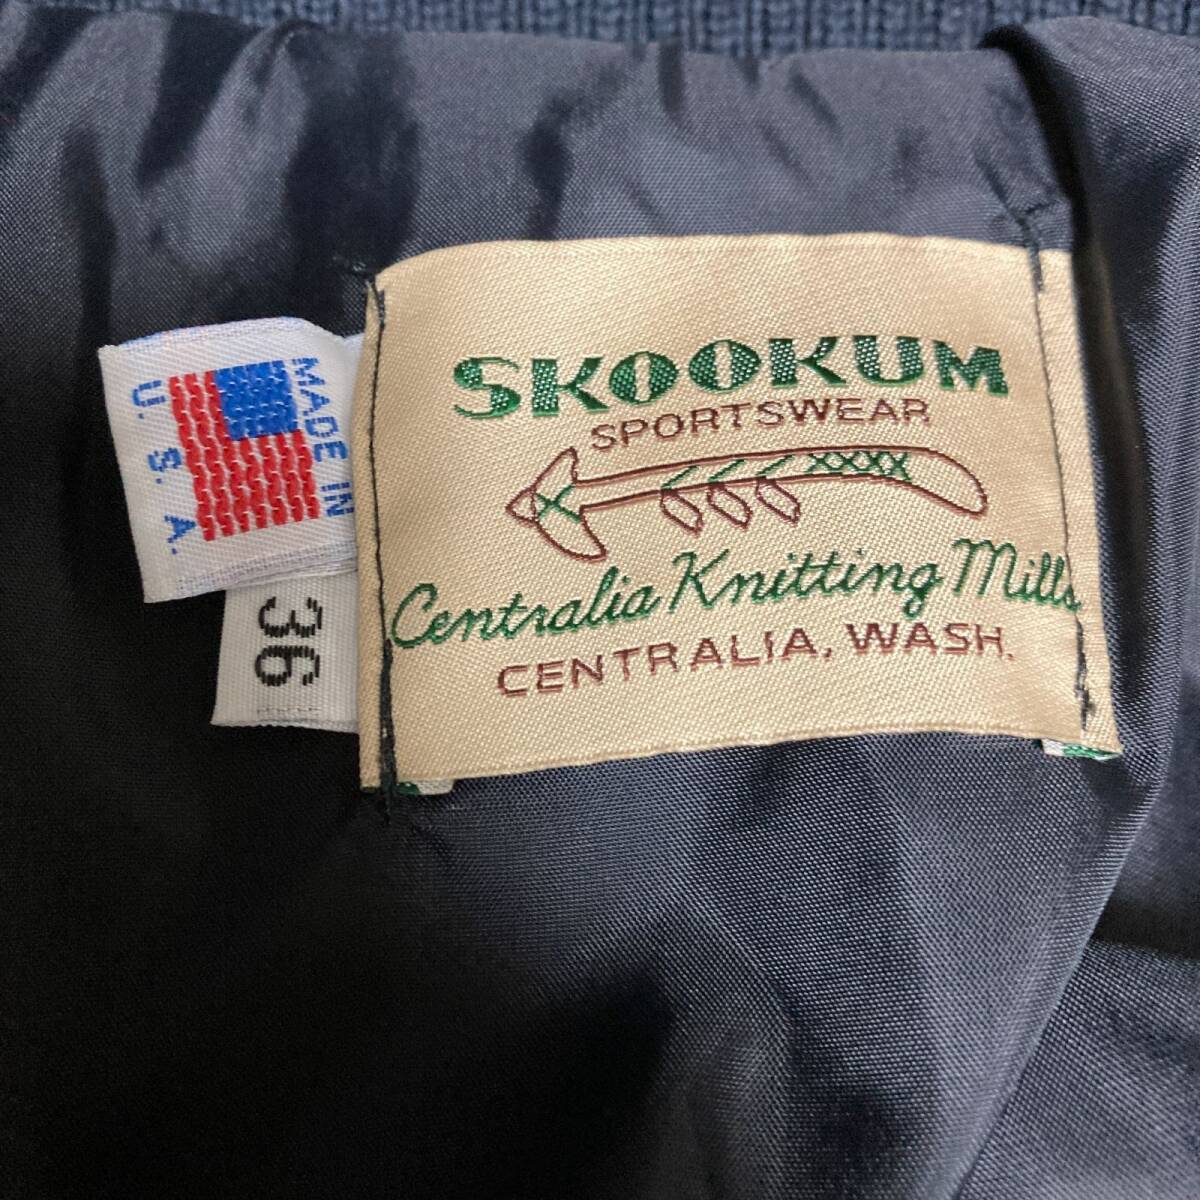 SKOOKUM
SPORTSWEAR
Centralia Knitting Mills
CENTRALIA, WASH.
MADE IN
U.S.A.
36